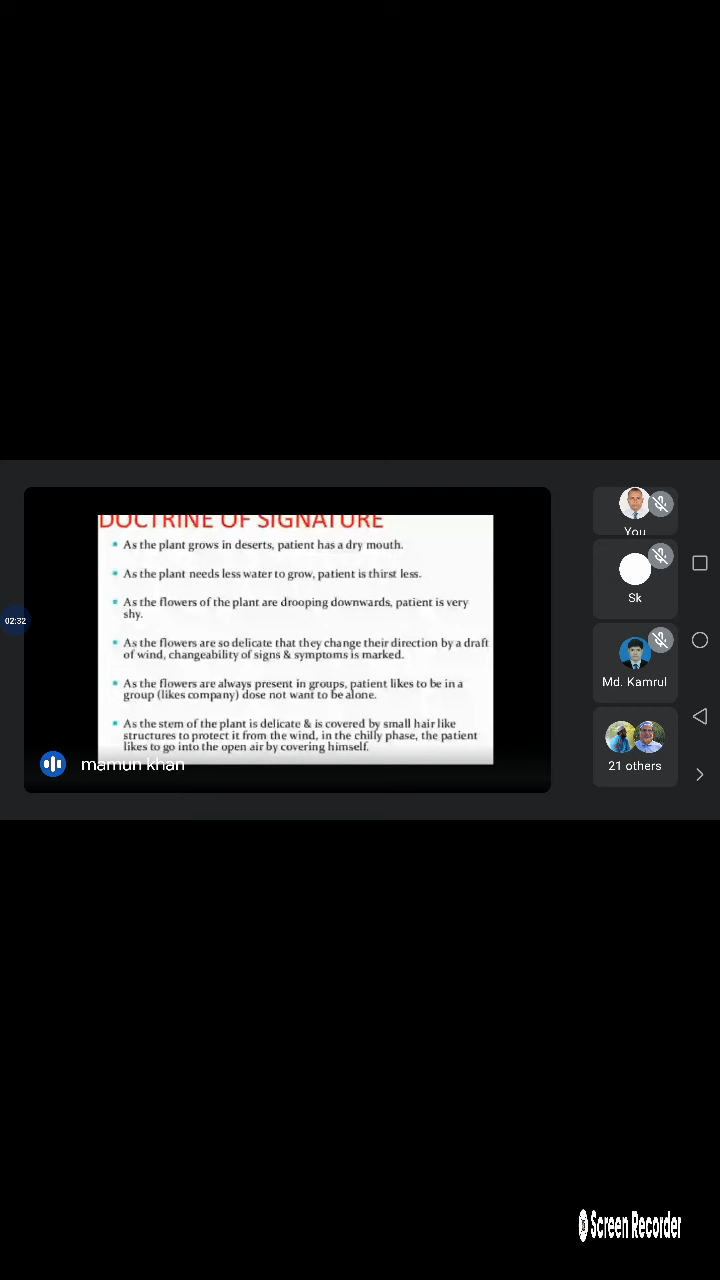 DOCTRINE OF SIGNATURE
As the plant grows in deserts, patient has a dry mouth.
As the plant needs less water to grow, patient is thirst less.
As the flowers of the plant are drooping downwards, patient is very
shy.
As the flowers are so delicate that they change their direction by a draft
of wind, changeability of signs & symptoms is marked.
As the flowers are always present in groups, patient likes to be in a
group (likes company) dose not want to be alone.
As the stem of the plant is delicate & is covered by small hair like
structures to protect it from the wind, in the chilly phase, the patient
likes to go into the open air by covering himself.
mamun khan
02:32
You
Sk
Md. Kamrul
21 others
Screen Recorder